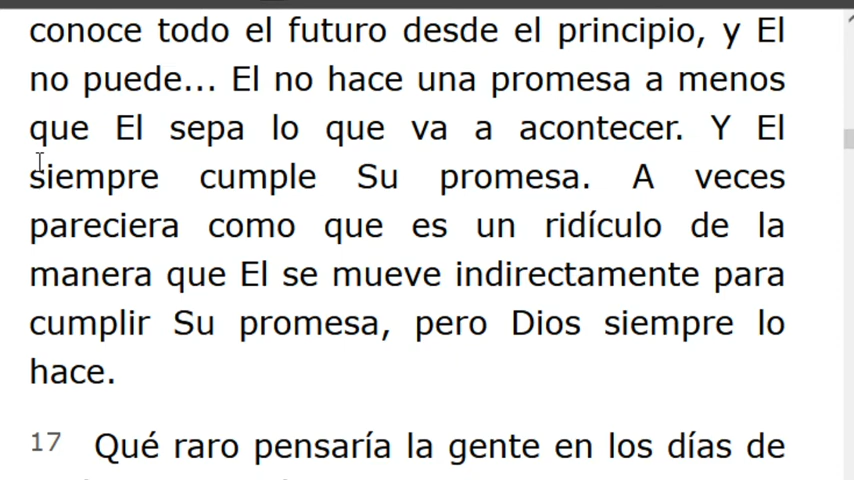 conoce todo el futuro desde el principio, y El
no puede... El no hace una promesa a menos
que El sepa lo que va a acontecer. Y El
siempre cumple Su promesa. A veces
pareciera como que es un ridículo de la
manera que El se mueve indirectamente para
cumplir Su promesa, pero Dios siempre lo
hace.
17 Qué raro pensaría la gente en los días de